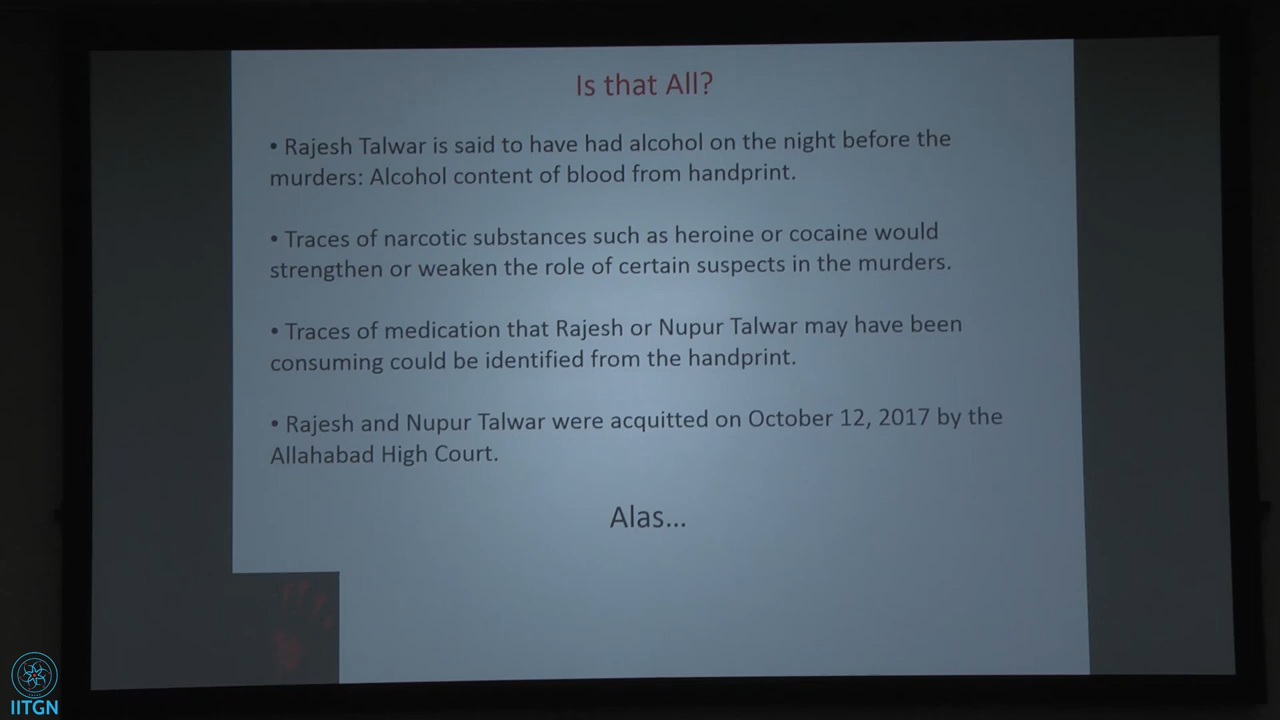 Is that All?
• Rajesh Talwar is said to have had alcohol on the night before the
murders: Alcohol content of blood from handprint.
• Traces of narcotic substances such as heroine or cocaine would
strengthen or weaken the role of certain suspects in the murders.
• Traces of medication that Rajesh or Nupur Talwar may have been
consuming could be identified from the handprint.
• Rajesh and Nupur Talwar were acquitted on October 12, 2017 by the
Allahabad High Court.
Alas...
IITGN